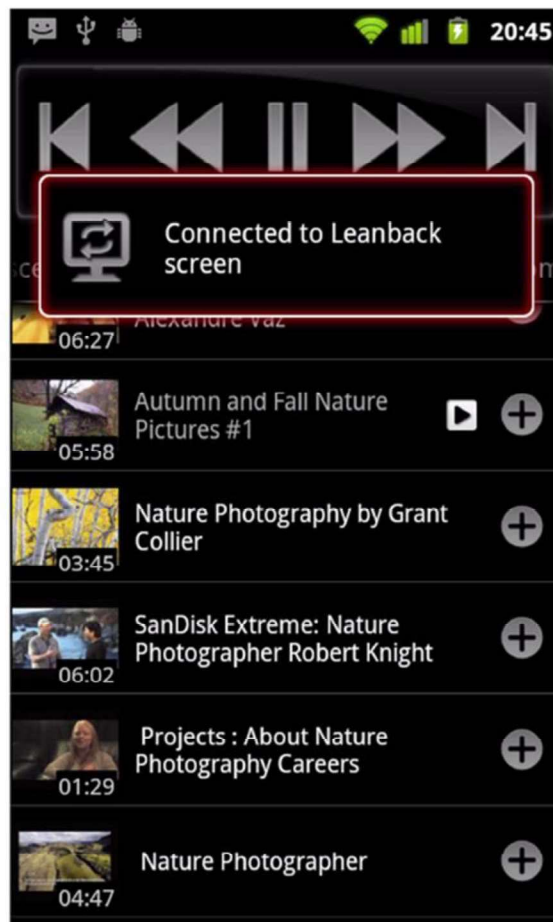 20:45
Connected to Leanback
screen
sce
om
Alexandre Vaz
06:27
Autumn and Fall Nature
Pictures #1
05:58
Nature Photography by Grant
Collier
03:45
SanDisk Extreme: Nature
Photographer Robert Knight
06:02
Projects : About Nature
Photography Careers
01:29
Nature Photographer
04:47